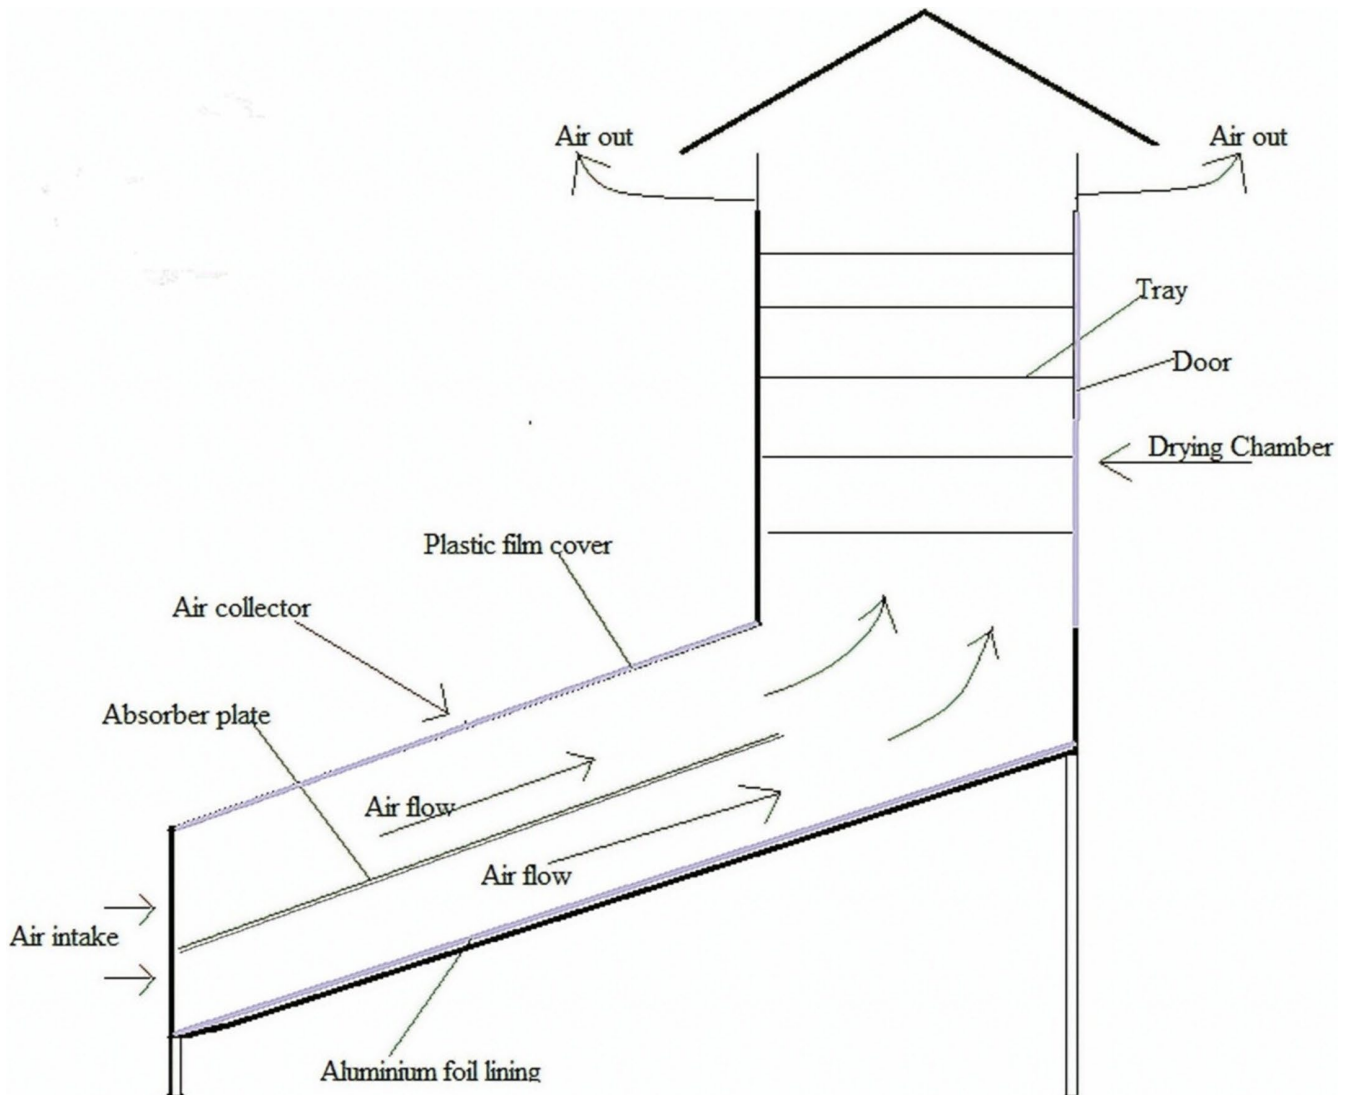 Air out
Air out
Tray
Door
Drying Chamber
Plastic film cover
Air collector
Absorber plate
Air flow
Air flow
Air intake
Aluminium foil lining